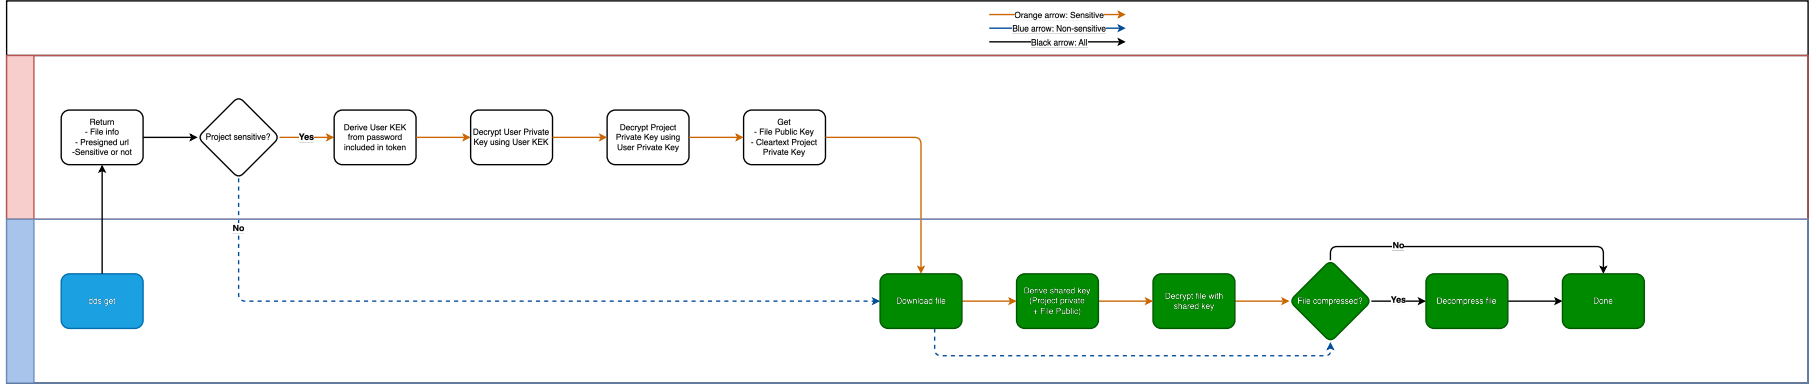 Orange arrow: Sensitive
Blue arrow: Non-sensitive
Black arrow: All
Return
- File info
- Presigned url
-Sensitive or not
Project sensitive?
Yes
Derive User KEK
from password
included in token
Decrypt User Private
Key using User KEK
Decrypt Project
Private Key using
User Private Key
Get
- File Public Key
- Cleartext Project
Private Key
No
dds get
Download file
Derive shared key
(Project private
+ File Public)
Decrypt file with
shared key
File compressed?
No
Yes
Decompress file
Done